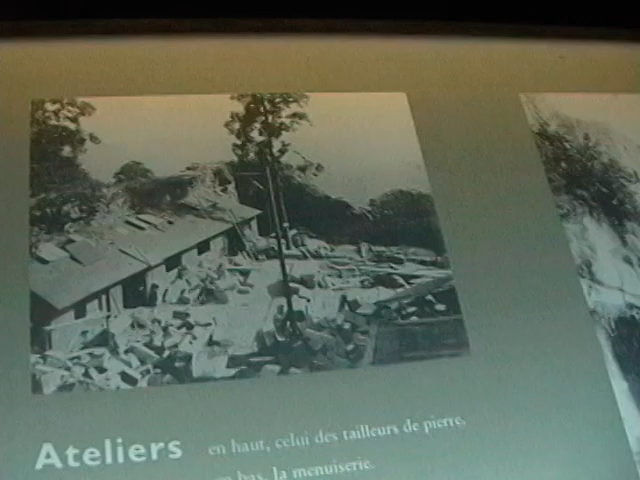 Ateliers en haut, celui des tailleurs de pierre,
en bas, la menuiserie.